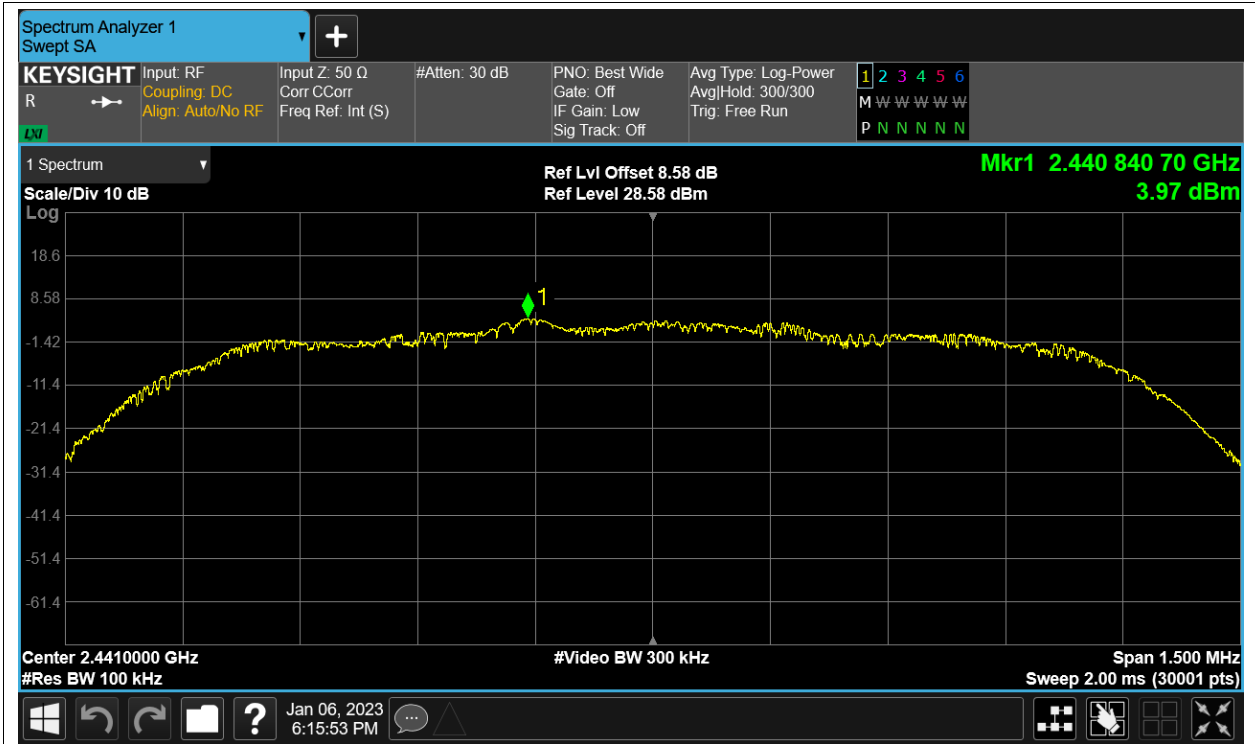 Spectrum Analyzer 1
Swept SA
+
KEYSIGHT
R
LXI
Input: RF
Coupling: DC
Align: Auto/No RF
Input Z: 50 Ω
Corr CCorr
Freq Ref: Int (S)
#Atten: 30 dB
PNO: Best Wide
Gate: Off
IF Gain: Low
Sig Track: Off
Avg Type: Log-Power
Avg|Hold: 300/300
Trig: Free Run
1 2 3 4 5 6
M W W W W W
P N N N N N
1 Spectrum
Scale/Div 10 dB
Log
Ref Lvl Offset 8.58 dB
Ref Level 28.58 dBm
Mkr1 2.440 840 70 GHz
3.97 dBm
18.6
8.58
-1.42
-11.4
-21.4
-31.4
-41.4
-51.4
-61.4
1
Center 2.4410000 GHz
#Res BW 100 kHz
#Video BW 300 kHz
Span 1.500 MHz
Sweep 2.00 ms (30001 pts)
?
Jan 06, 2023
6:15:53 PM